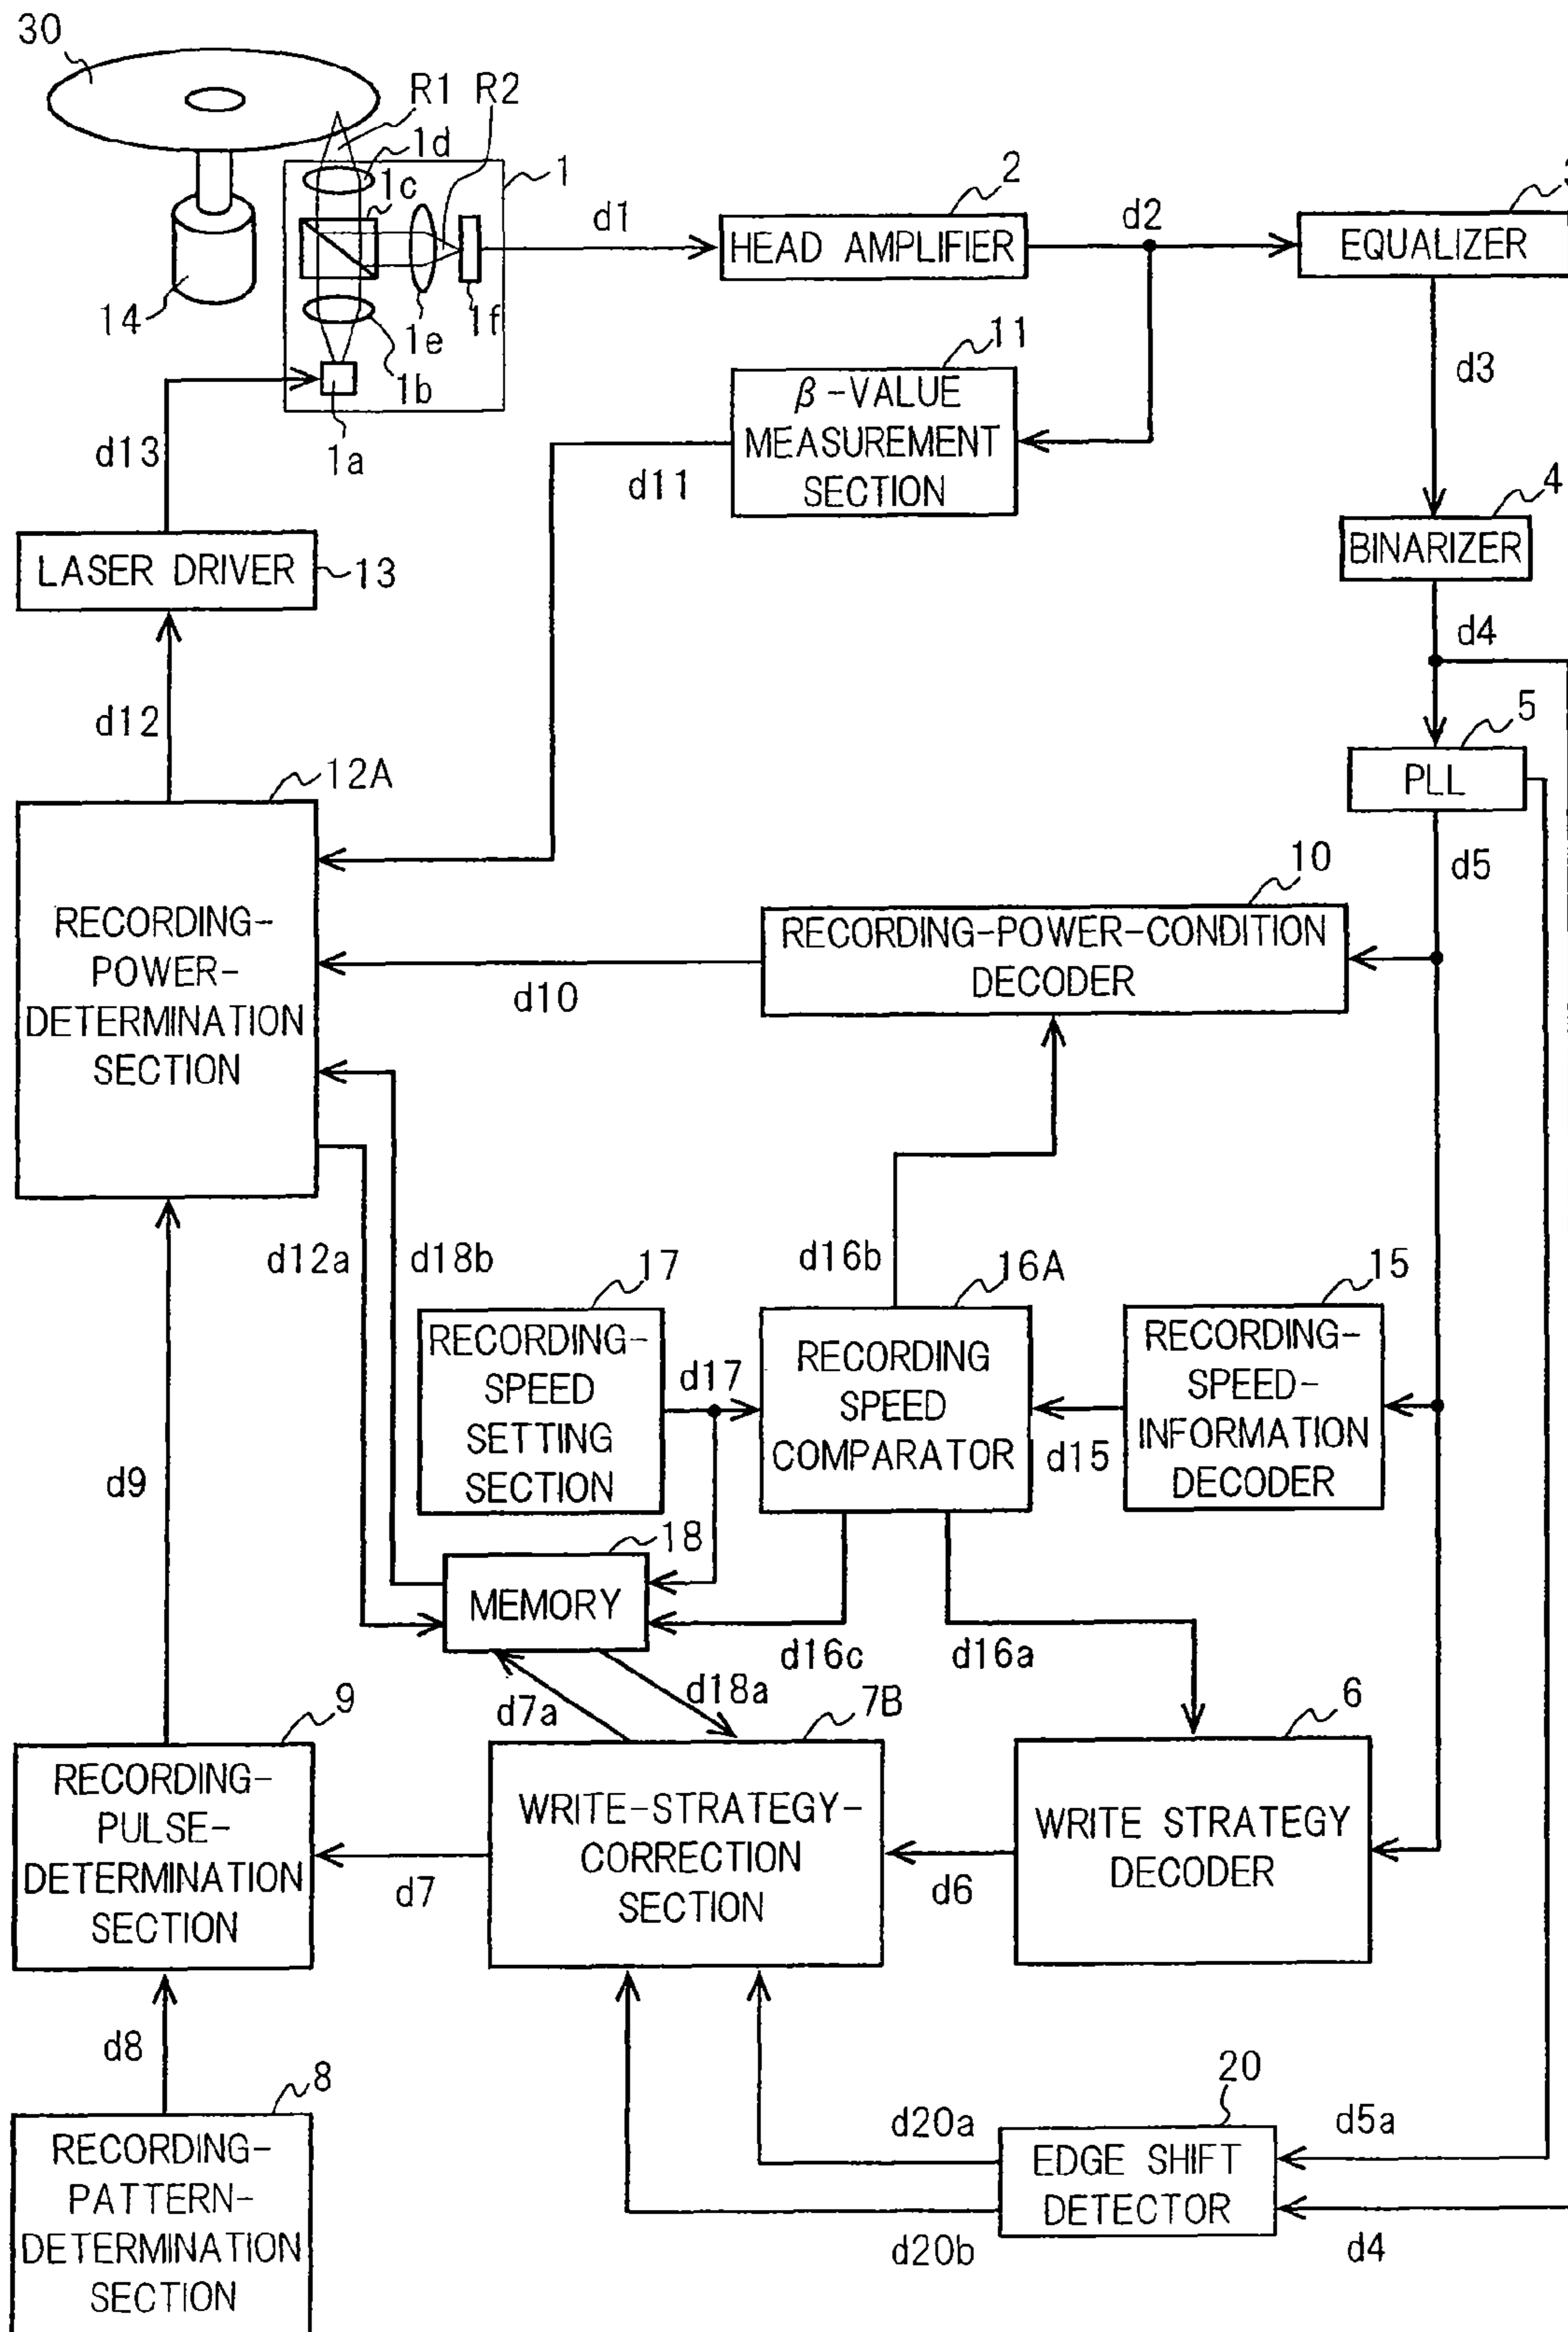 30
R1
R2
1d
1c
1
2
3
d1
HEAD AMPLIFIER
d2
EQUALIZER
14
1e
1f
1b
1a
11
β-VALUE
MEASUREMENT
SECTION
d3
d13
d11
4
BINARIZER
LASER DRIVER
13
d4
d12
5
PLL
12A
d5
10
RECORDING-POWER-CONDITION
DECODER
RECORDING-
POWER-
DETERMINATION
SECTION
d10
d12a
d18b
17
d16b
16A
15
RECORDING-
SPEED
SETTING
SECTION
d17
RECORDING
SPEED
COMPARATOR
d15
RECORDING-
SPEED-
INFORMATION
DECODER
d9
18
MEMORY
d16c
d16a
d7a
d18a
9
7B
6
RECORDING-
PULSE-
DETERMINATION
SECTION
d7
WRITE-STRATEGY-
CORRECTION
SECTION
d6
WRITE STRATEGY
DECODER
d8
8
20
d20a
d5a
RECORDING-
PATTERN-
DETERMINATION
SECTION
EDGE SHIFT
DETECTOR
d20b
d4